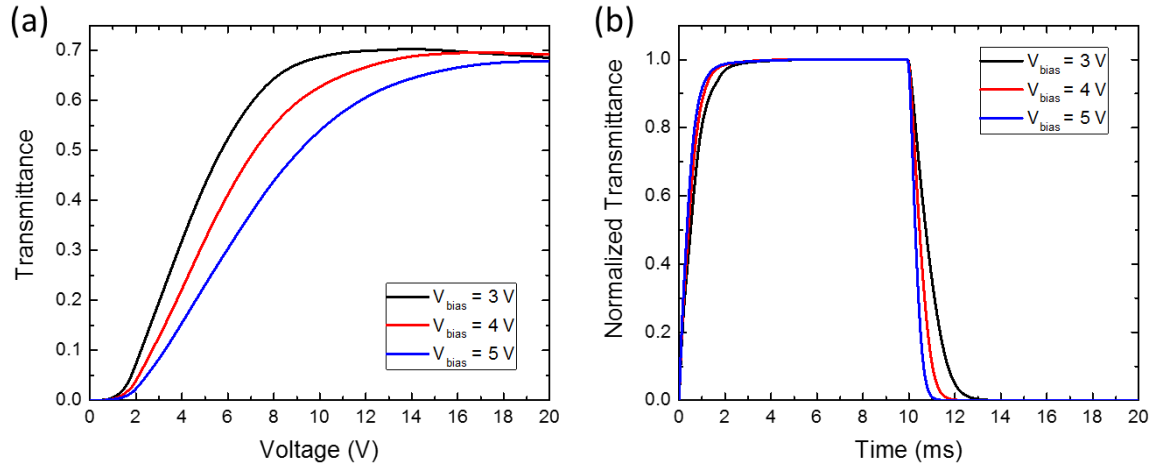 (a)
0.7
0.6
0.5
0.4
0.3
0.2
0.1
0.0
Transmittance
V_bias = 3 V
V_bias = 4 V
V_bias = 5 V
0 2 4 6 8 10 12 14 16 18 20
Voltage (V)
(b)
1.0
0.8
0.6
0.4
0.2
0.0
Normalized Transmittance
V_bias = 3 V
V_bias = 4 V
V_bias = 5 V
0 2 4 6 8 10 12 14 16 18 20
Time (ms)